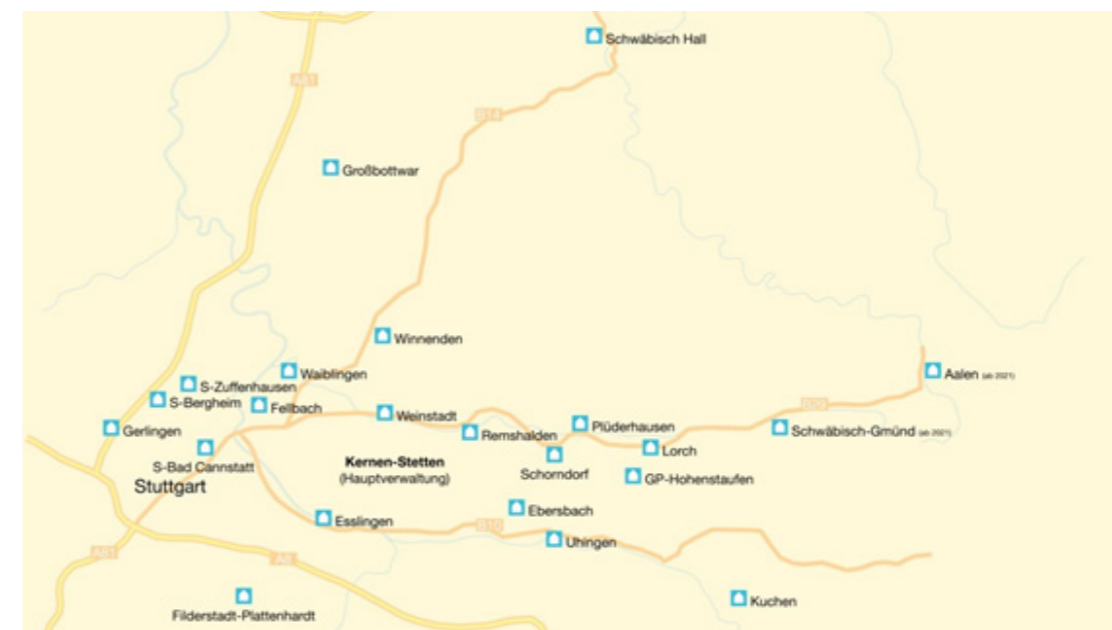 Schwäbisch Hall
A81
B14
Großbottwar
Winnenden
Waiblingen
Aalen (ab 2021)
S-Zuffenhausen
S-Bergheim
Fellbach
B29
Weinstadt
Gerlingen
Remshalden
Plüderhausen
Schwäbisch-Gmünd (ab 2021)
Lorch
S-Bad Cannstatt
Kernen-Stetten
(Hauptverwaltung)
Schorndorf
GP-Hohenstaufen
Stuttgart
Ebersbach
Esslingen
B10
Uhingen
A81
A8
Kuchen
Filderstadt-Plattenhardt